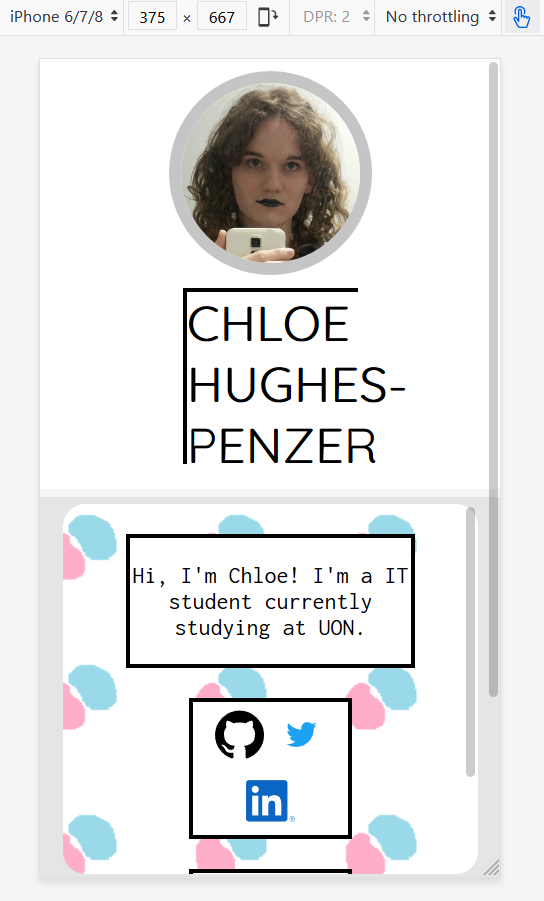 iPhone 6/7/8 375 × 667 DPR: 2 No throttling
CHLOE
HUGHES-
PENZER
Hi, I'm Chloe! I'm a IT
student currently
studying at UON.
in®